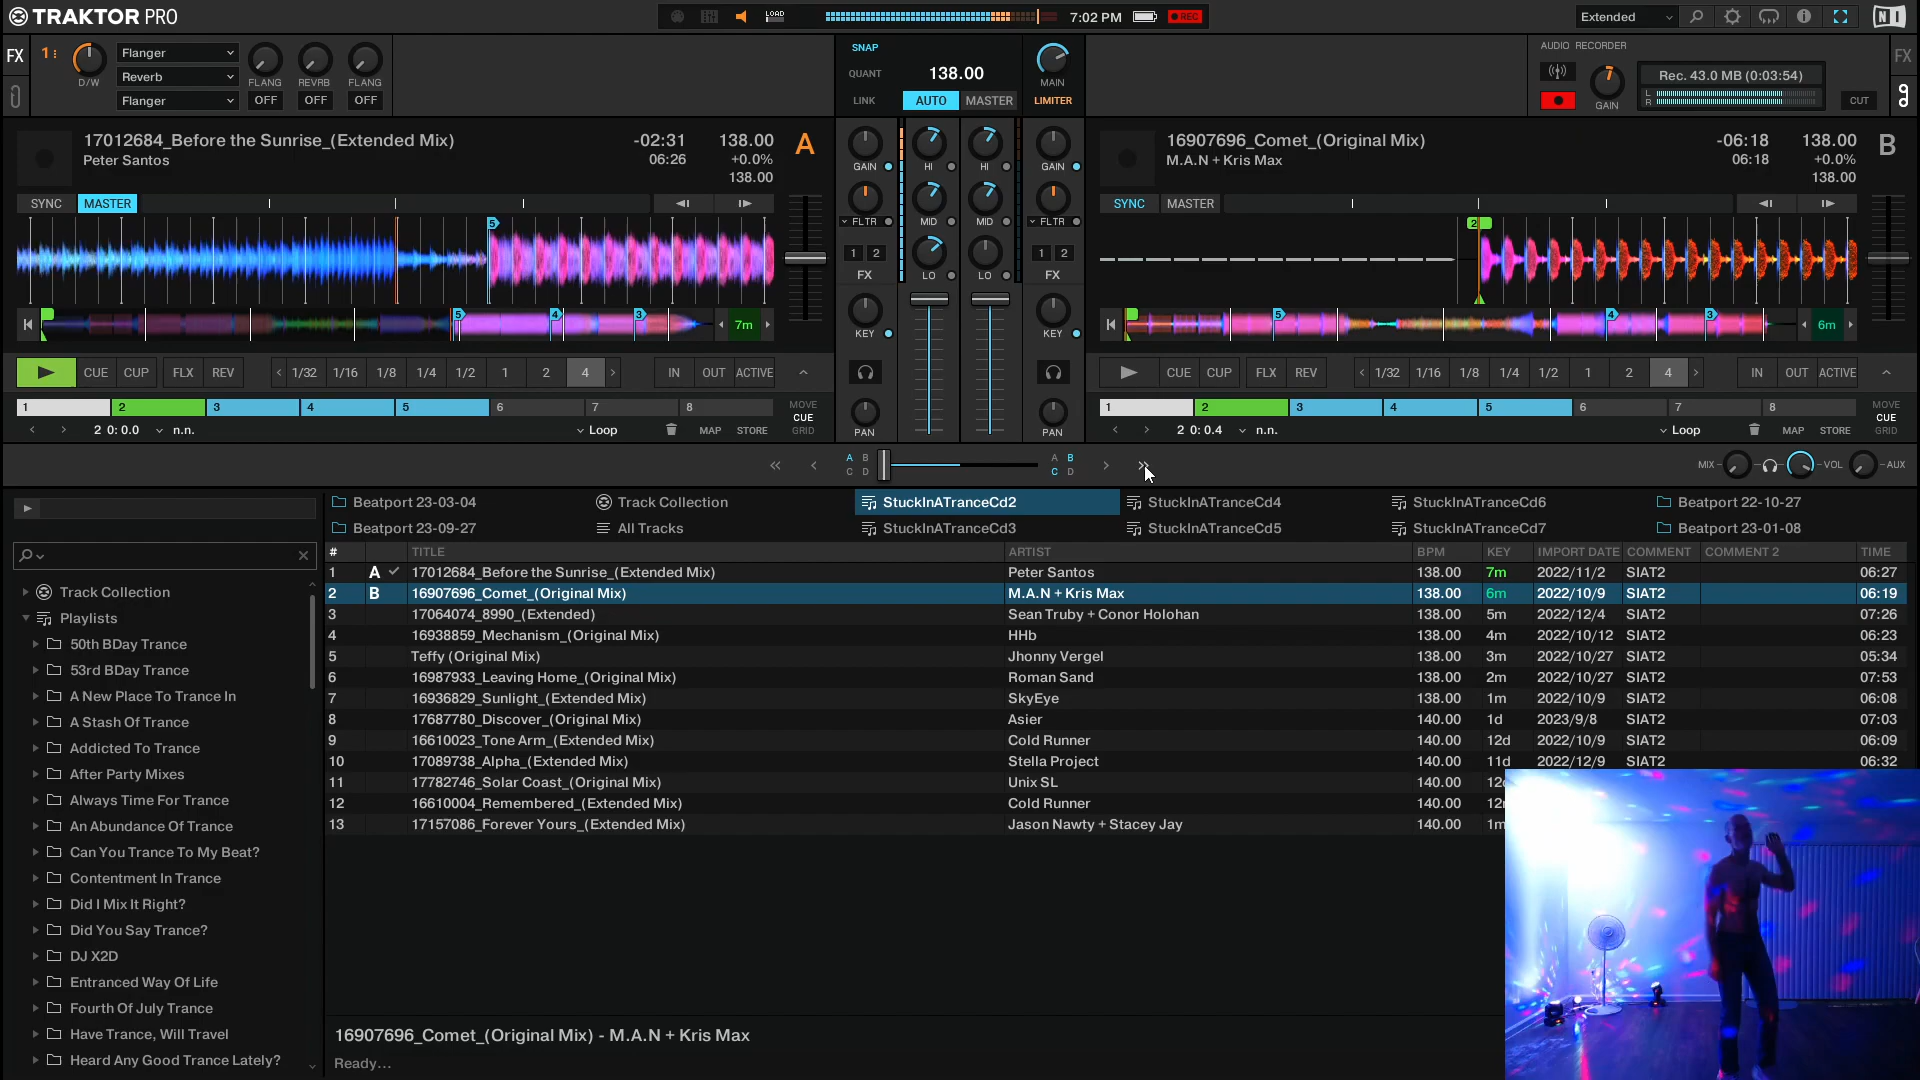 TRAKTOR PRO
LOAD
7:02 PM
REC
Extended
FX
1
D/W
Flanger
Reverb
Flanger
FLANG
REVRB
FLANG
OFF
OFF
OFF
SNAP
QUANT
LINK
138.00
AUTO
MASTER
MAIN
LIMITER
AUDIO RECORDER
GAIN
Rec. 43.0 MB (0:03:54)
L
R
CUT
FX
17012684_Before the Sunrise_(Extended Mix)
Peter Santos
-02:31
06:26
138.00
+0.0%
138.00
A
SYNC
MASTER
5
5
4
3
7m
CUE
CUP
FLX
REV
1/32
1/16
1/8
1/4
1/2
1
2
4
IN
OUT
ACTIVE
1
2
3
4
5
6
7
8
MOVE
CUE
GRID
2 0: 0.0
n.n.
Loop
MAP
STORE
GAIN
HI
HI
GAIN
FLTR
MID
MID
FLTR
1
2
FX
LO
LO
1
2
FX
KEY
KEY
PAN
PAN
16907696_Comet_(Original Mix)
M.A.N + Kris Max
-06:18
06:18
138.00
+0.0%
138.00
B
SYNC
MASTER
2
5
4
3
6m
CUE
CUP
FLX
REV
1/32
1/16
1/8
1/4
1/2
1
2
4
IN
OUT
ACTIVE
1
2
3
4
5
6
7
8
MOVE
CUE
GRID
2 0: 0.4
n.n.
Loop
MAP
STORE
A B
C D
A B
C D
MIX
VOL
AUX
Beatport 23-03-04
Track Collection
StuckInATranceCd2
StuckInATranceCd4
StuckInATranceCd6
Beatport 22-10-27
Beatport 23-09-27
All Tracks
StuckInATranceCd3
StuckInATranceCd5
StuckInATranceCd7
Beatport 23-01-08
Track Collection
Playlists
50th BDay Trance
53rd BDay Trance
A New Place To Trance In
A Stash Of Trance
Addicted To Trance
After Party Mixes
Always Time For Trance
An Abundance Of Trance
Can You Trance To My Beat?
Contentment In Trance
Did I Mix It Right?
Did You Say Trance?
DJ X2D
Entranced Way Of Life
Fourth Of July Trance
Have Trance, Will Travel
Heard Any Good Trance Lately?
# TITLE ARTIST BPM KEY IMPORT DATE COMMENT COMMENT 2 TIME
1 A 17012684_Before the Sunrise_(Extended Mix) Peter Santos 138.00 7m 2022/11/2 SIAT2 06:27
2 B 16907696_Comet_(Original Mix) M.A.N + Kris Max 138.00 6m 2022/10/9 SIAT2 06:19
3 17064074_8990_(Extended) Sean Truby + Conor Holohan 138.00 5m 2022/12/4 SIAT2 07:26
4 16938859_Mechanism_(Original Mix) HHb 138.00 4m 2022/10/12 SIAT2 06:23
5 Teffy (Original Mix) Jhonny Vergel 138.00 3m 2022/10/27 SIAT2 05:34
6 16987933_Leaving Home_(Original Mix) Roman Sand 138.00 2m 2022/10/27 SIAT2 07:53
7 16936829_Sunlight_(Extended Mix) SkyEye 138.00 1m 2022/10/9 SIAT2 06:08
8 17687780_Discover_(Original Mix) Asier 140.00 1d 2023/9/8 SIAT2 07:03
9 16610023_Tone Arm_(Extended Mix) Cold Runner 140.00 12d 2022/10/9 SIAT2 06:09
10 17089738_Alpha_(Extended Mix) Stella Project 140.00 11d 2022/12/9 SIAT2 06:32
11 17782746_Solar Coast_(Original Mix) Unix SL 140.00
12 16610004_Remembered_(Extended Mix) Cold Runner 140.00
13 17157086_Forever Yours_(Extended Mix) Jason Nawty + Stacey Jay 140.00
16907696_Comet_(Original Mix) - M.A.N + Kris Max
Ready...